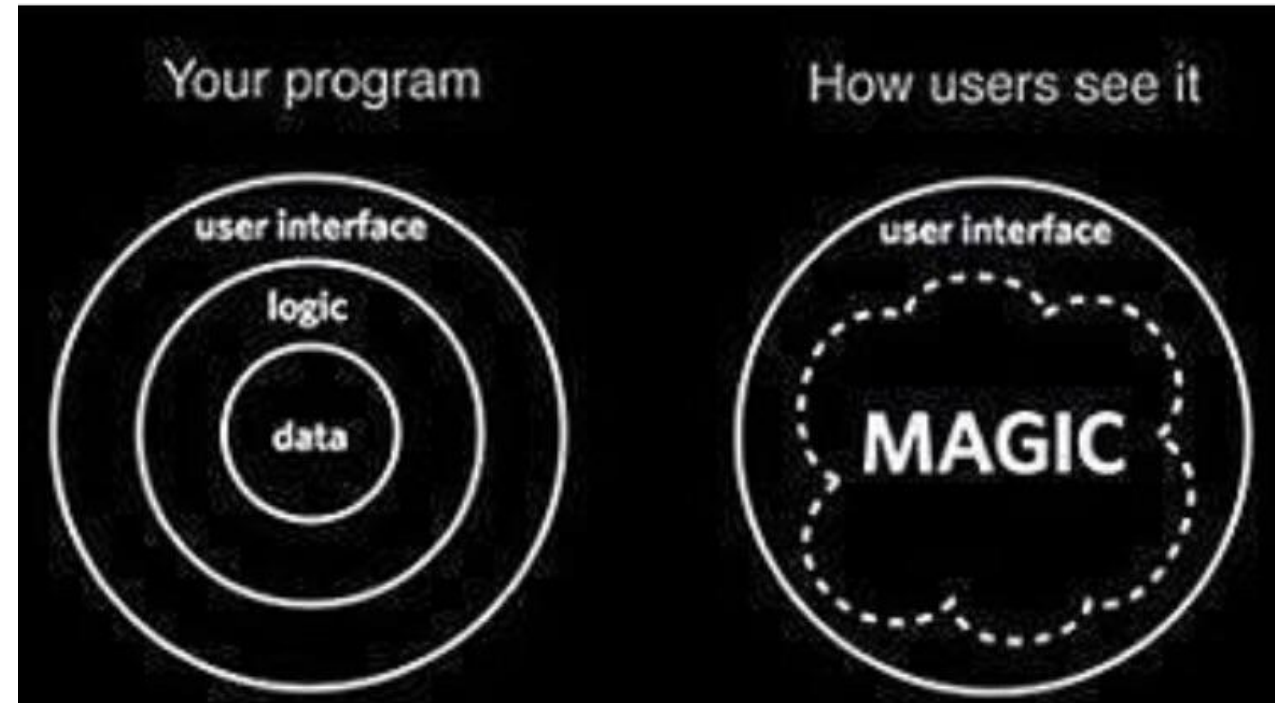 Your program
user interface
logic
data
How users see it
user interface
MAGIC